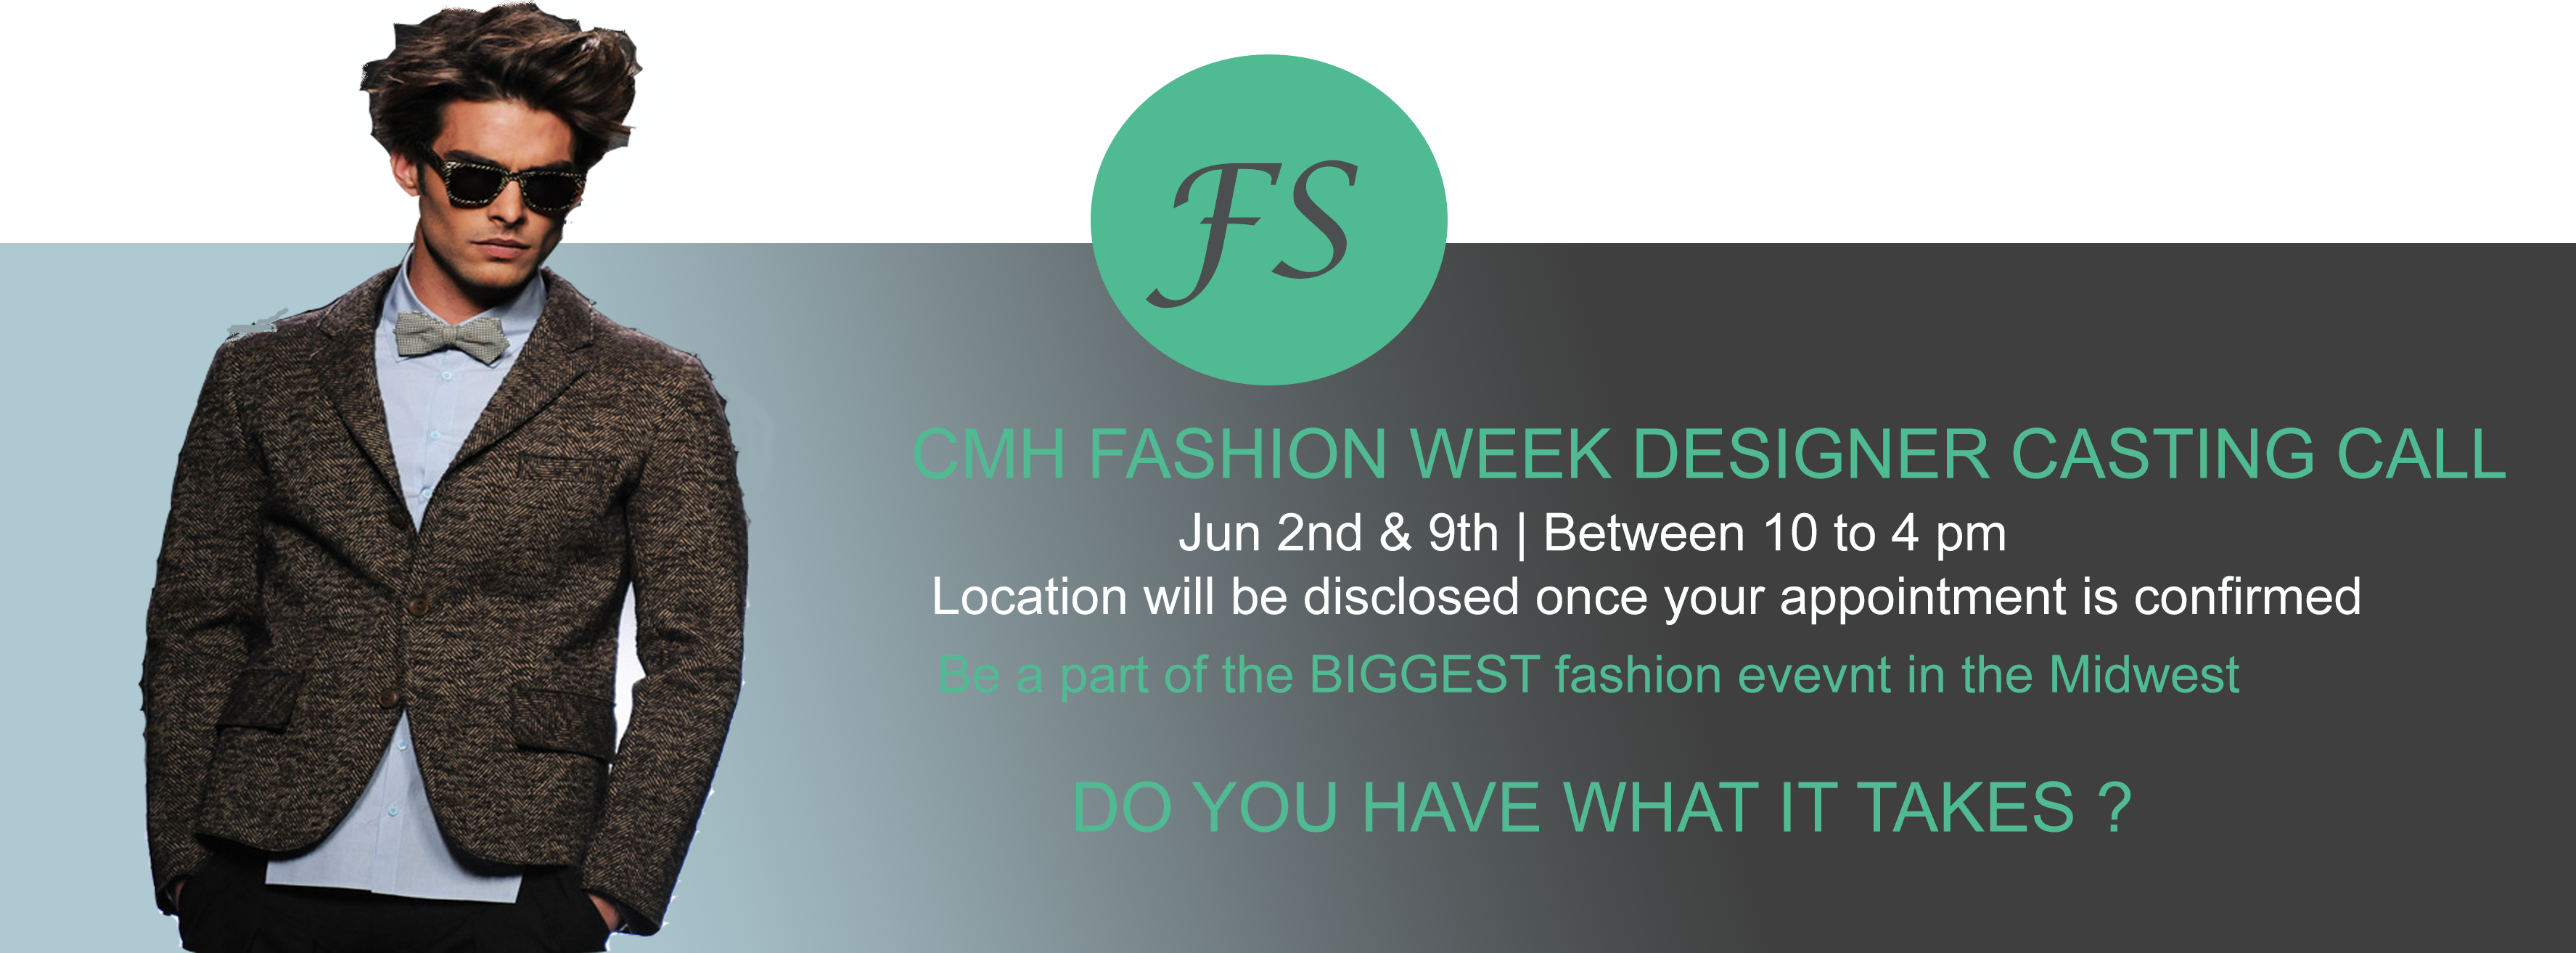 FS
CMH FASHION WEEK DESIGNER CASTING CALL
Jun 2nd & 9th | Between 10 to 4 pm
Location will be disclosed once your appointment is confirmed
Be a part of the BIGGEST fashion evevnt in the Midwest
DO YOU HAVE WHAT IT TAKES ?